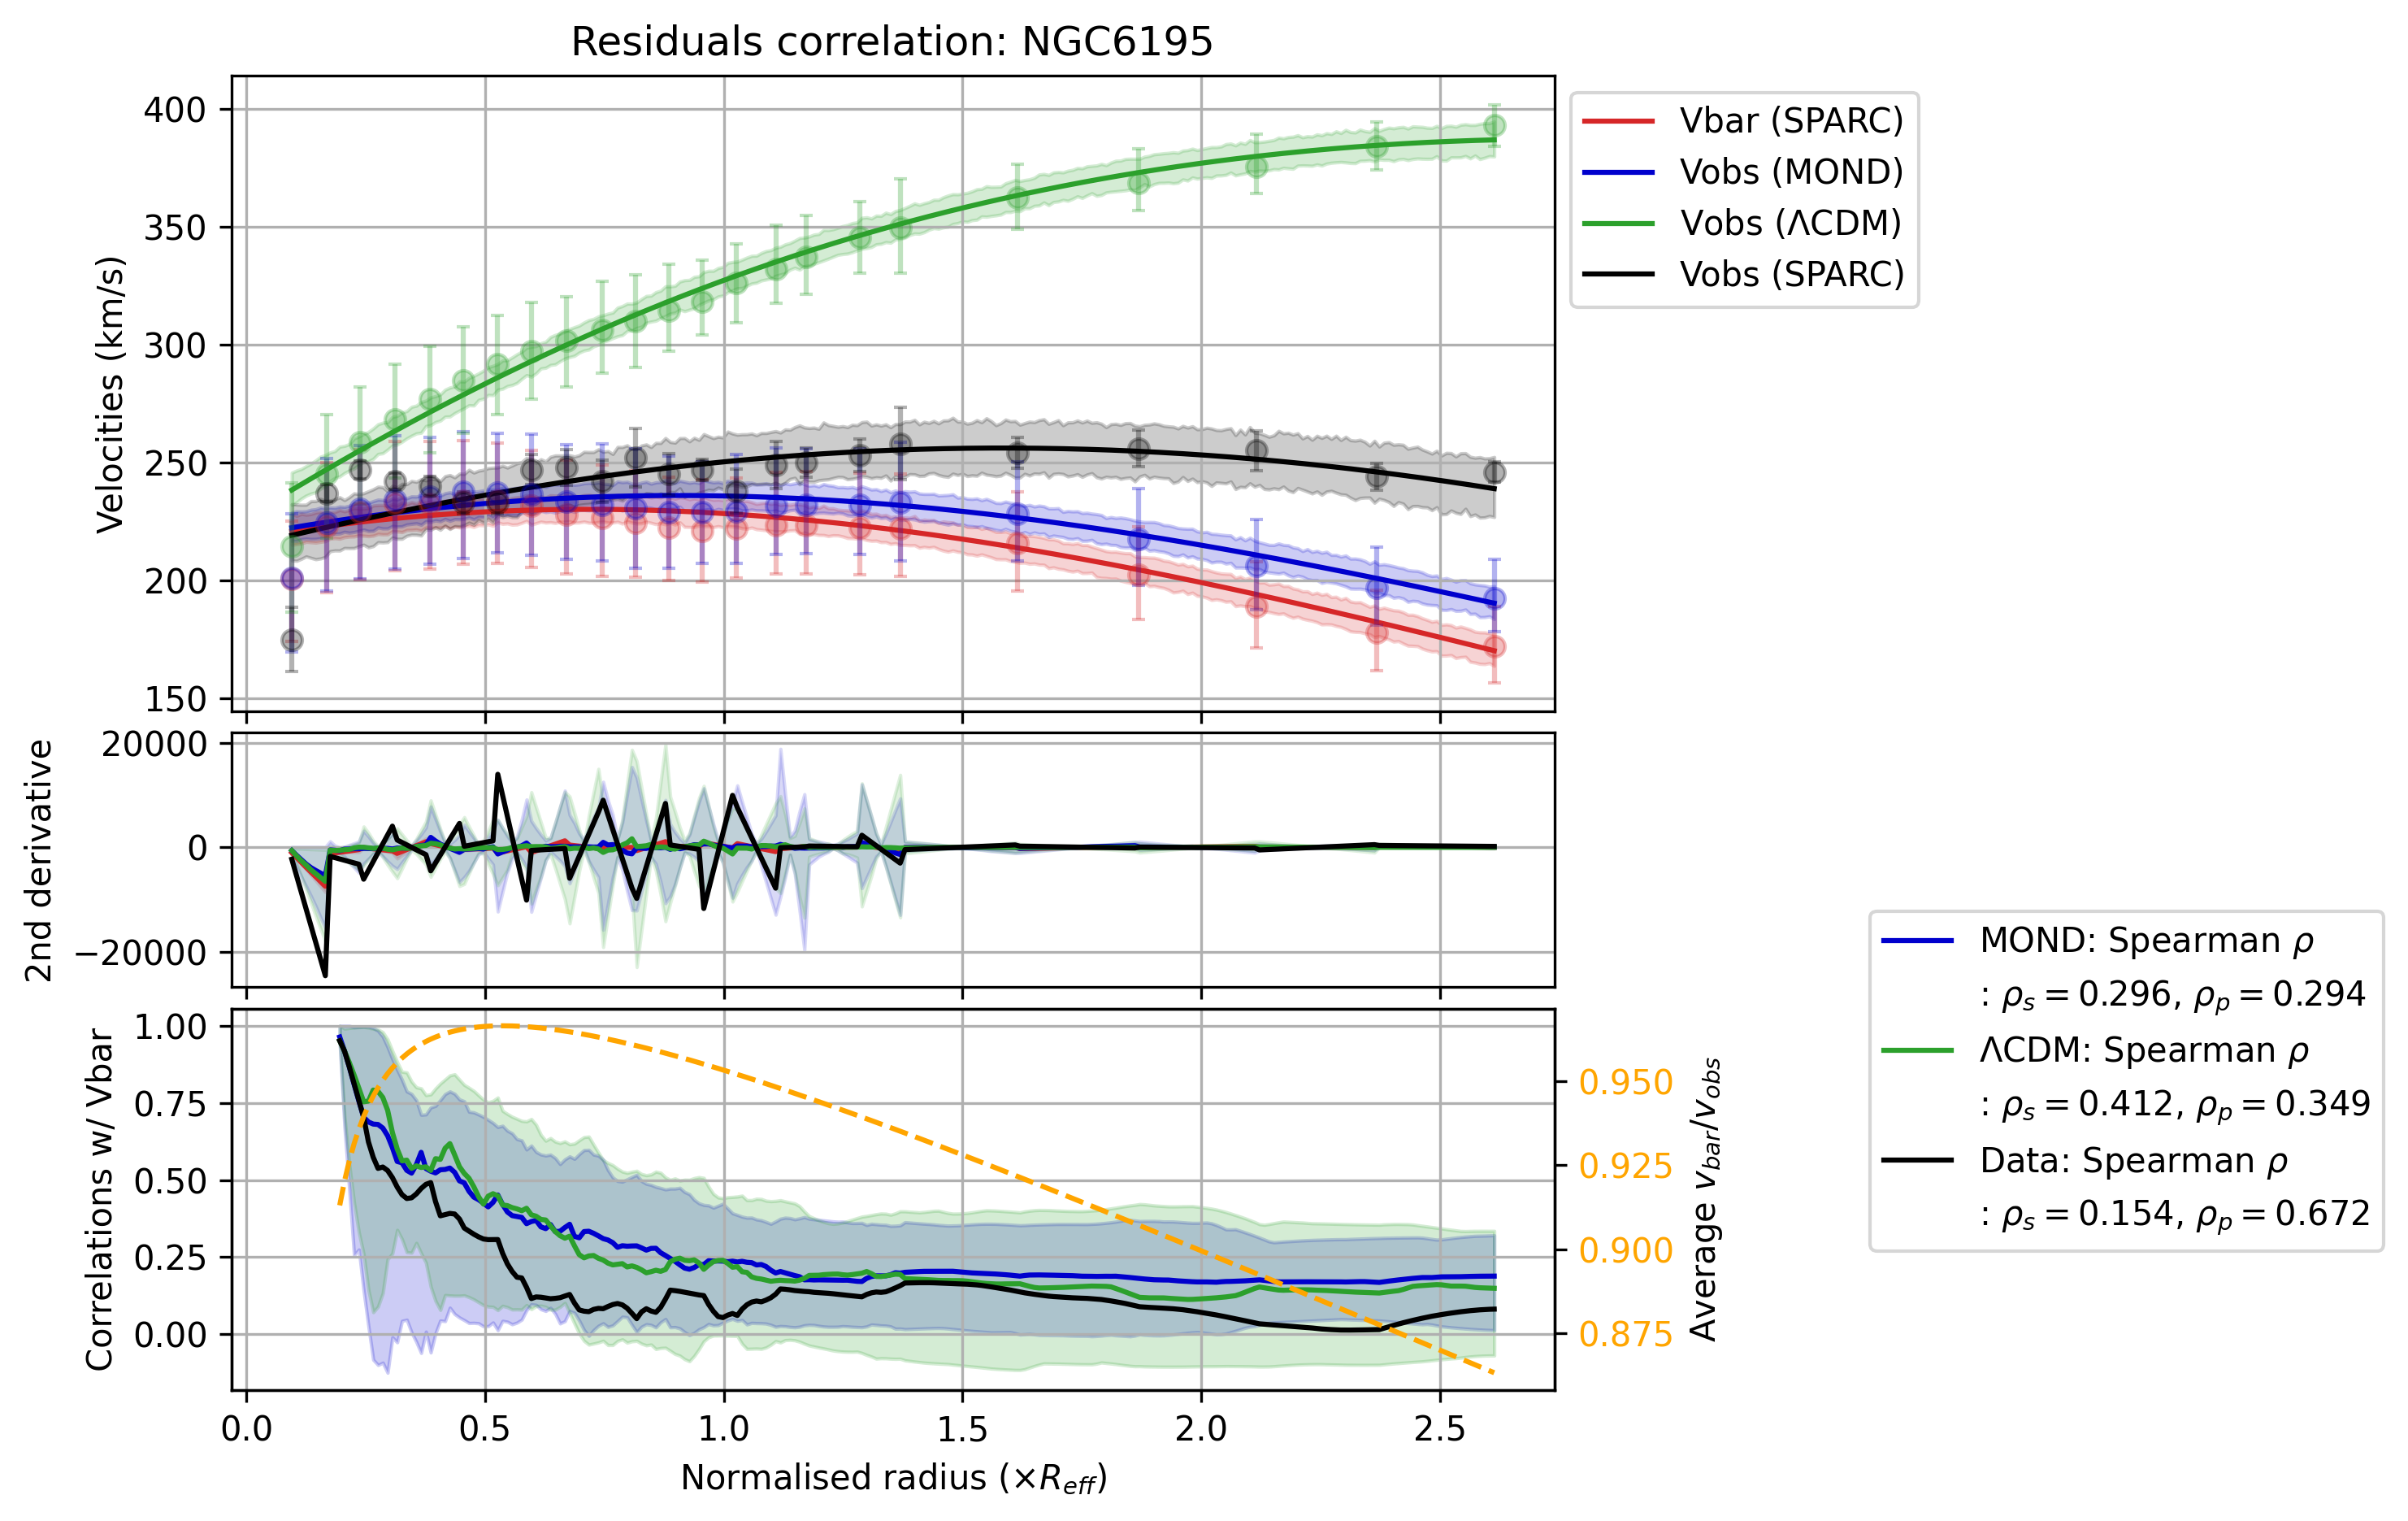 Residuals correlation: NGC6195
Velocities (km/s)
400
350
300
250
200
150
Vbar (SPARC)
Vobs (MOND)
Vobs (ΛCDM)
Vobs (SPARC)
2nd derivative
20000
0
−20000
Correlations w/ Vbar
1.00
0.75
0.50
0.25
0.00
0.950
0.925
0.900
0.875
Average v_bar/v_obs
MOND: Spearman ρ
: ρ_s = 0.296, ρ_p = 0.294
ΛCDM: Spearman ρ
: ρ_s = 0.412, ρ_p = 0.349
Data: Spearman ρ
: ρ_s = 0.154, ρ_p = 0.672
0.0 0.5 1.0 1.5 2.0 2.5
Normalised radius (×R_eff)